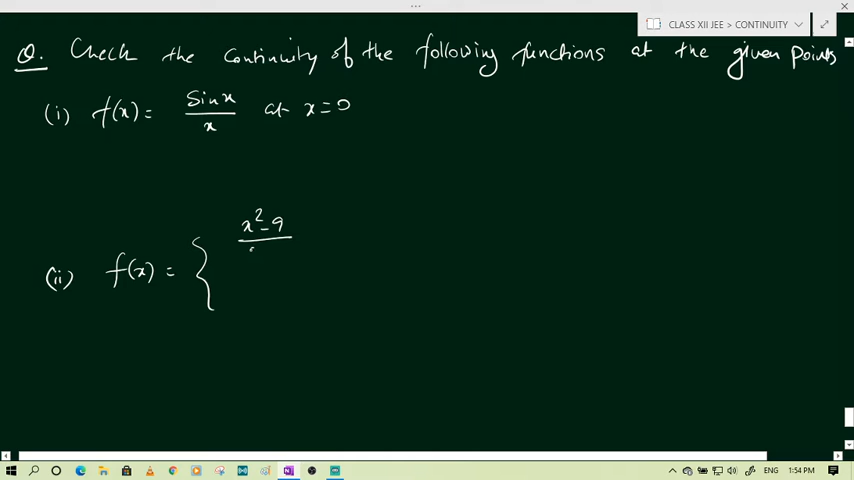 CLASS XII JEE > CONTINUITY
Q. Check the continuity of the following functions at the given points
(i) f(x) = sinx / x at x=0
(ii) f(x) = { x² - 9
ENG 1:54 PM